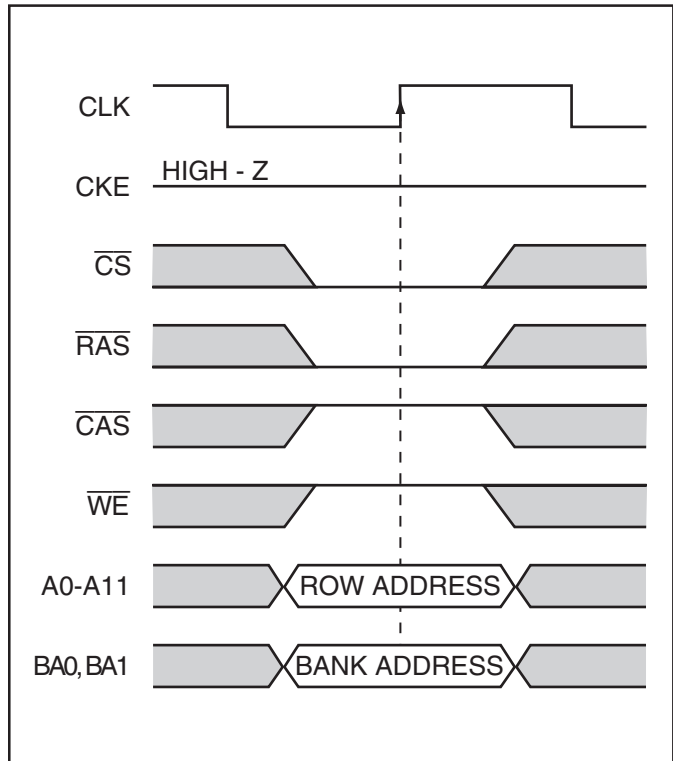 CLK
HIGH - Z
CKE
CS
RAS
CAS
WE
A0-A11 ROW ADDRESS
BA0, BA1 BANK ADDRESS